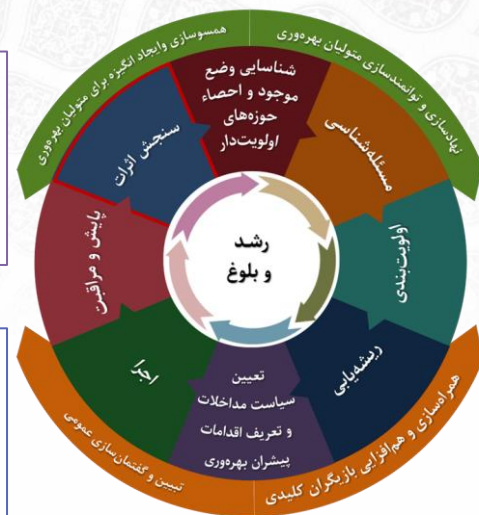 همسوسازی وایجاد انگیزه برای متولیان بهره‌وری
نهادسازی و توانمندسازی متولیان بهره‌وری
شناسایی وضع
موجود و احصاء
حوزه‌های
اولویت‌دار
مسئله‌شناسی
اولویت‌بندی
ریشه‌یابی
تعیین
سیاست مداخلات
و تعریف اقدامات
پیشران بهره‌وری
اجرا
پایش و مراقبت
سنجش اثرات
رشد
و بلوغ
همراه‌سازی و هم‌افزایی بازیگران کلیدی
تبیین و گفتمان‌سازی عمومی